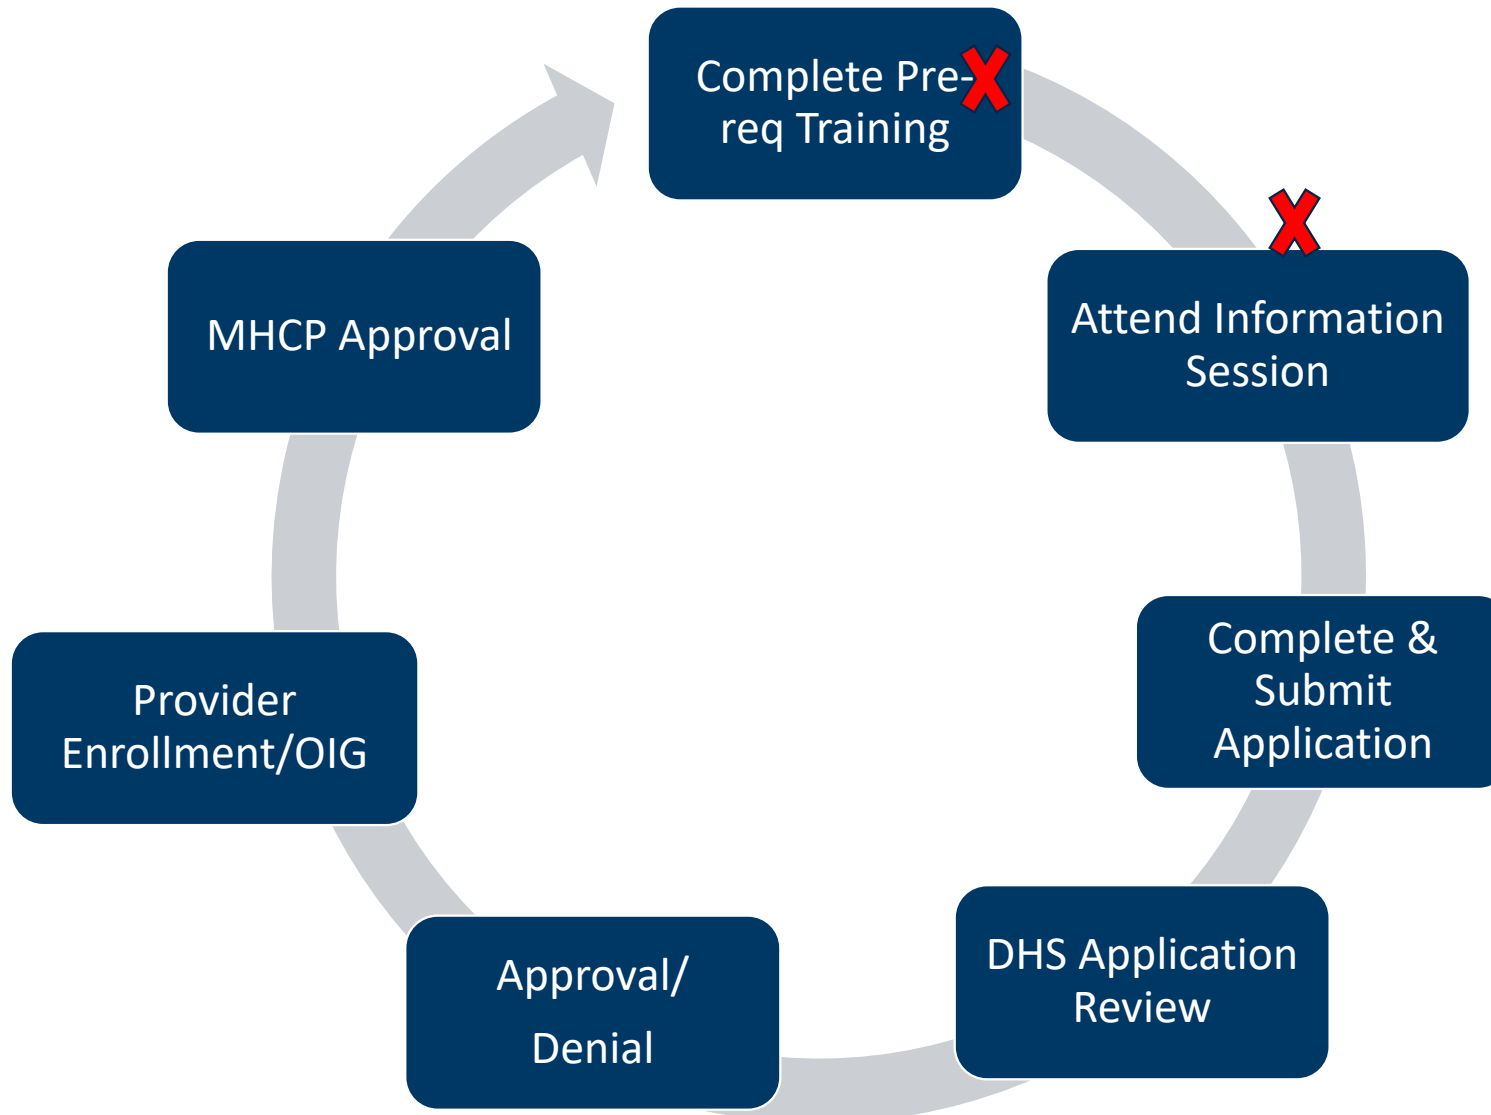 Complete Pre-
req Training
Attend Information
Session
Complete &
Submit
Application
DHS Application
Review
Approval/
Denial
Provider
Enrollment/OIG
MHCP Approval